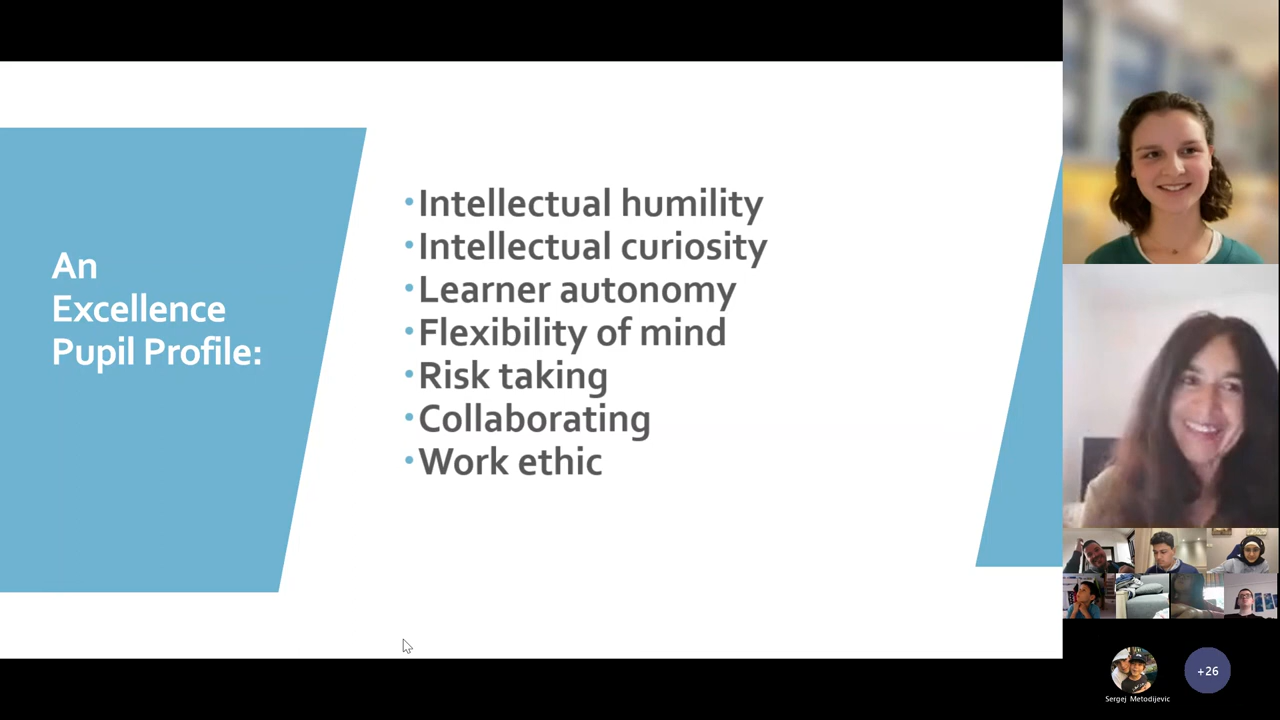 An
Excellence
Pupil Profile:
•Intellectual humility
•Intellectual curiosity
•Learner autonomy
•Flexibility of mind
•Risk taking
•Collaborating
•Work ethic
+26
Sergej Metodijevic